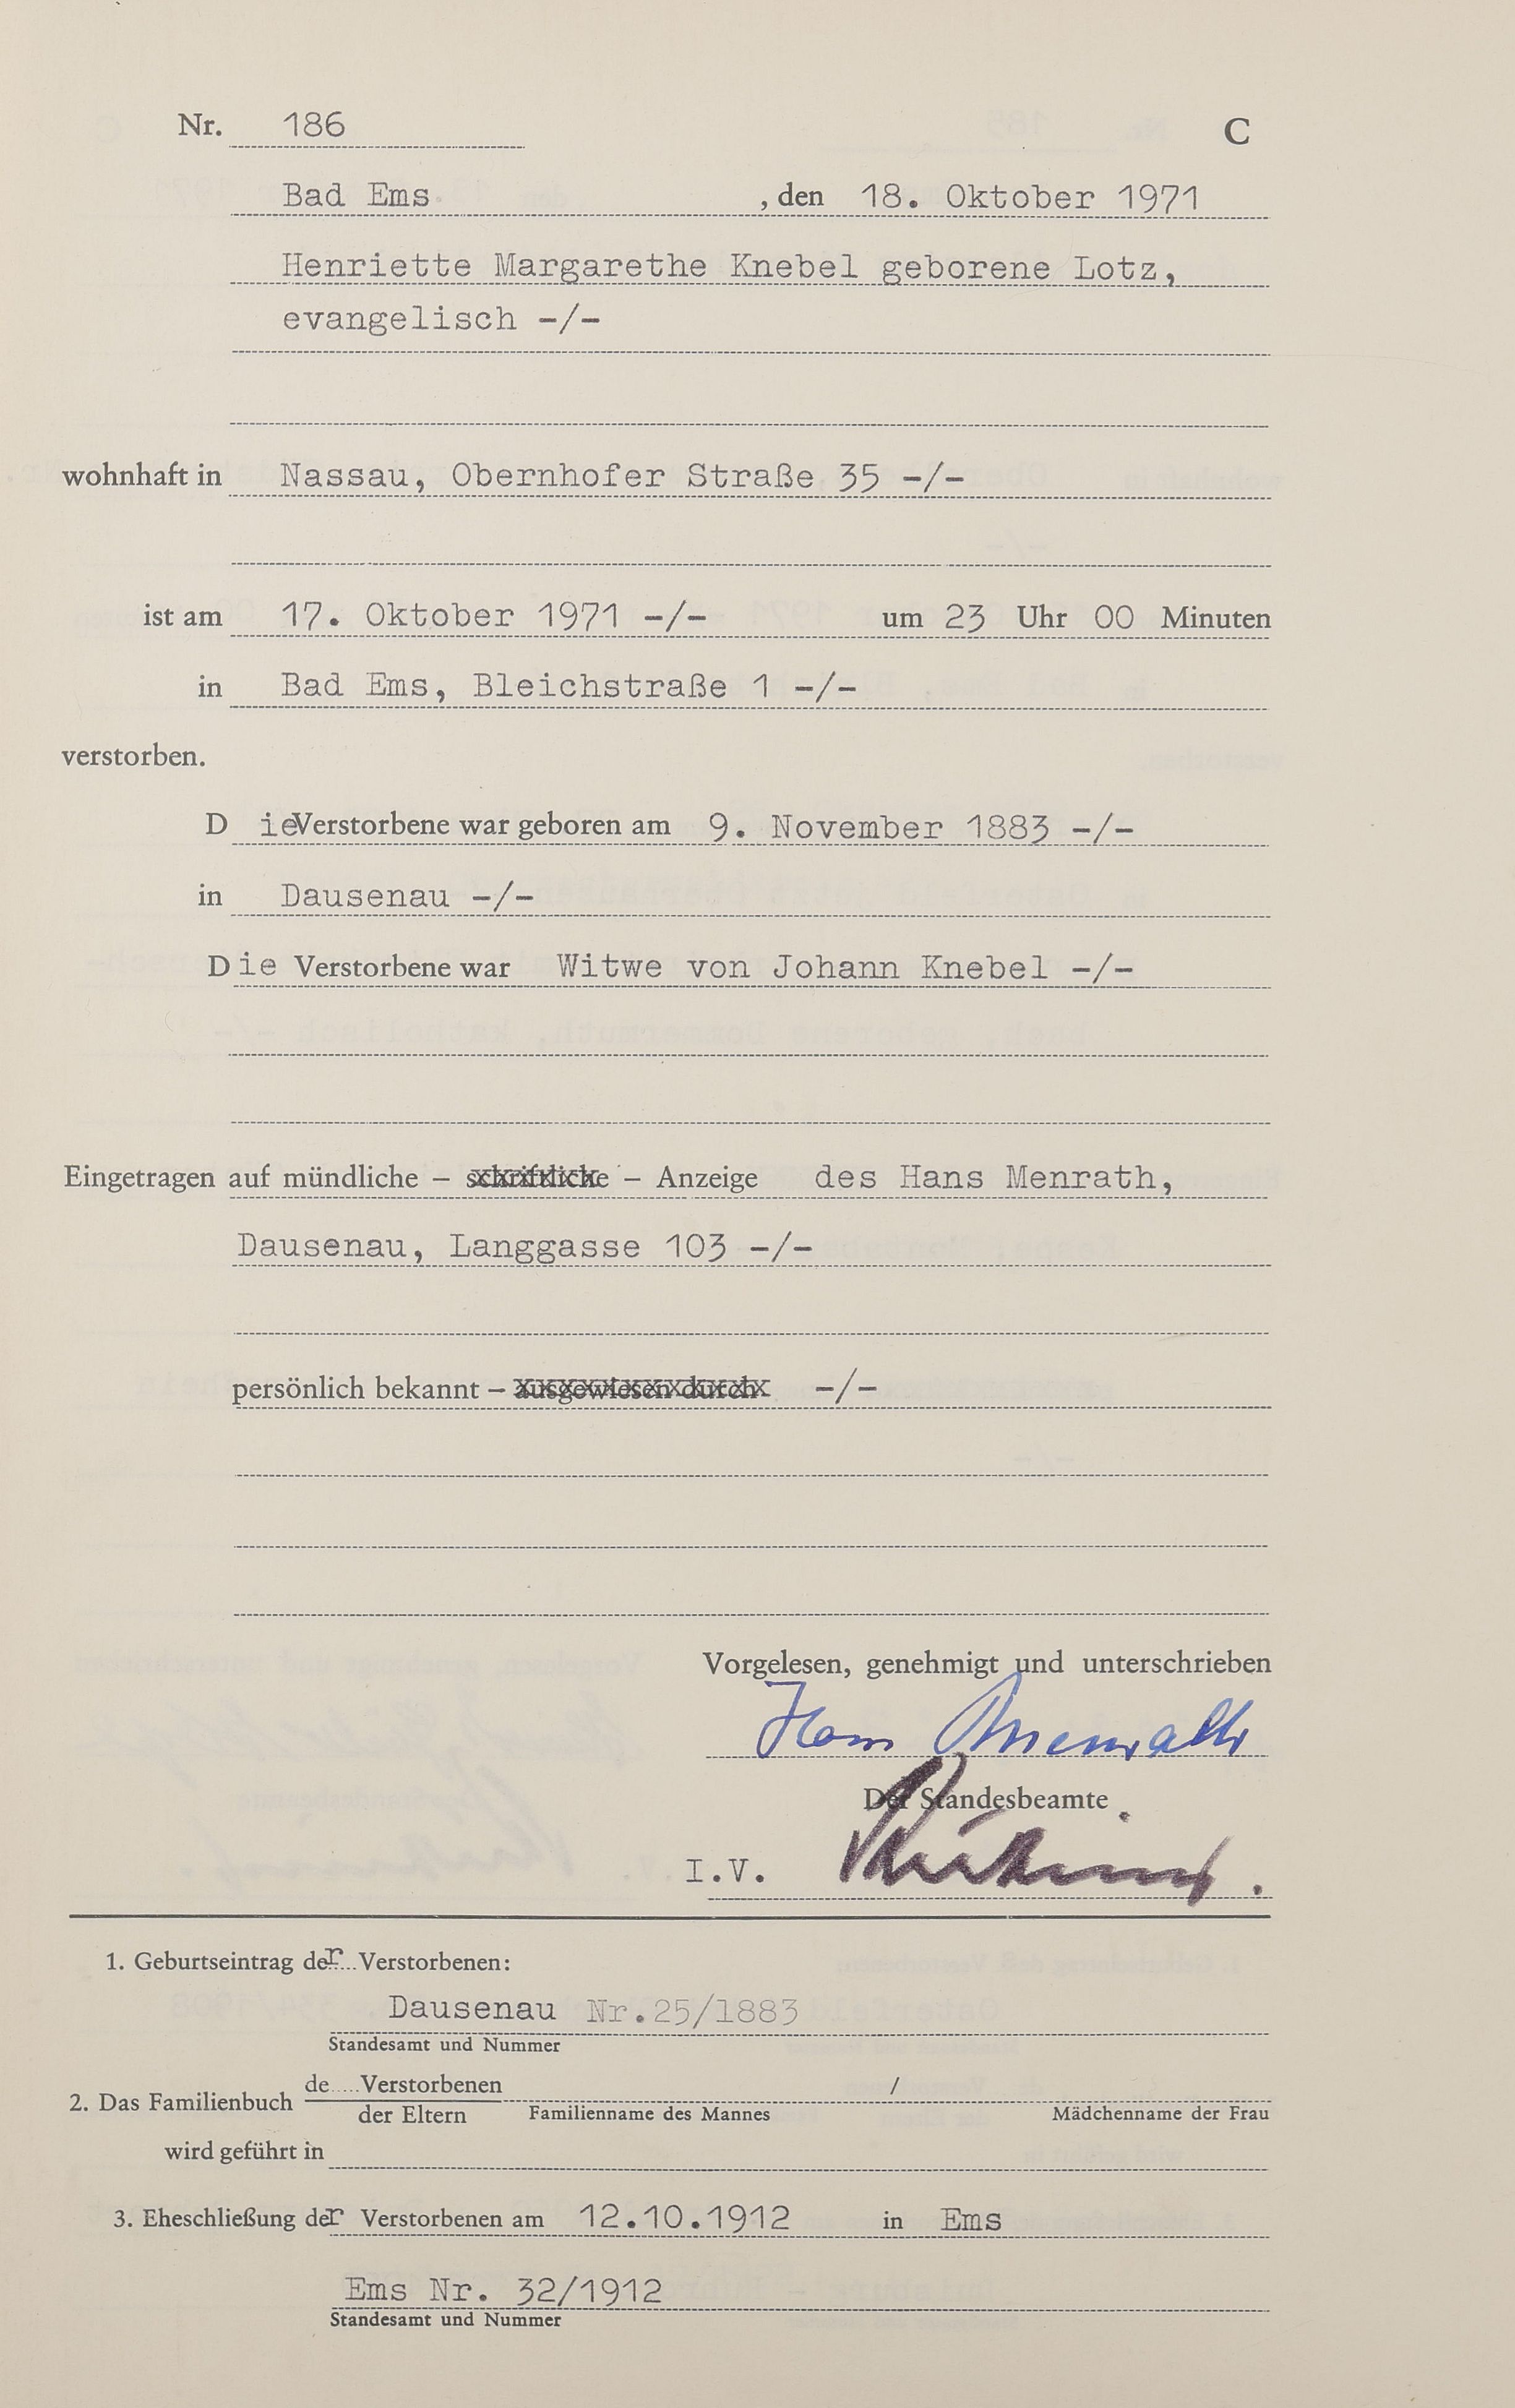 Nr. 186 C
Bad Ems , den 18. Oktober 1971
Henriette Margarethe Knebel geborene Lotz,
evangelisch -/-
wohnhaft in Nassau, Obernhofer Straße 35 -/-
ist am 17. Oktober 1971 -/- um 23 Uhr 00 Minuten
in Bad Ems, Bleichstraße 1 -/-
verstorben.
Die Verstorbene war geboren am 9. November 1883 -/-
in Dausenau -/-
Die Verstorbene war Witwe von Johann Knebel -/-
Eingetragen auf mündliche – schriftliche – Anzeige des Hans Menrath,
Dausenau, Langgasse 103 -/-
persönlich bekannt – ausgewiesen durch -/-
Vorgelesen, genehmigt und unterschrieben
Hans Menrath
Der Standesbeamte
I.V.
1. Geburtseintrag der Verstorbenen:
Dausenau Nr.25/1883
Standesamt und Nummer
2. Das Familienbuch de..... Verstorbenen /
der Eltern Familienname des Mannes Mädchenname der Frau
wird geführt in
3. Eheschließung der Verstorbenen am 12.10.1912 in Ems
Ems Nr. 32/1912
Standesamt und Nummer